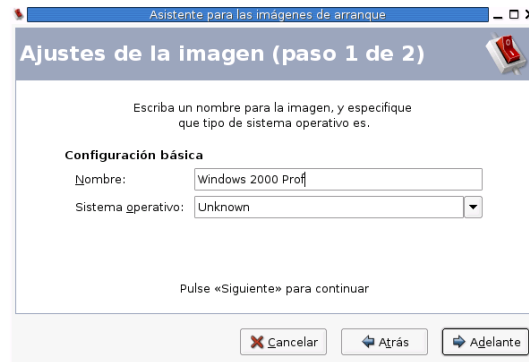 Asistente para las imágenes de arranque
Ajustes de la imagen (paso 1 de 2)
Escriba un nombre para la imagen, y especifique
que tipo de sistema operativo es.
Configuración básica
Nombre: Windows 2000 Prof
Sistema operativo: Unknown
Pulse «Siguiente» para continuar
Cancelar Atrás Adelante